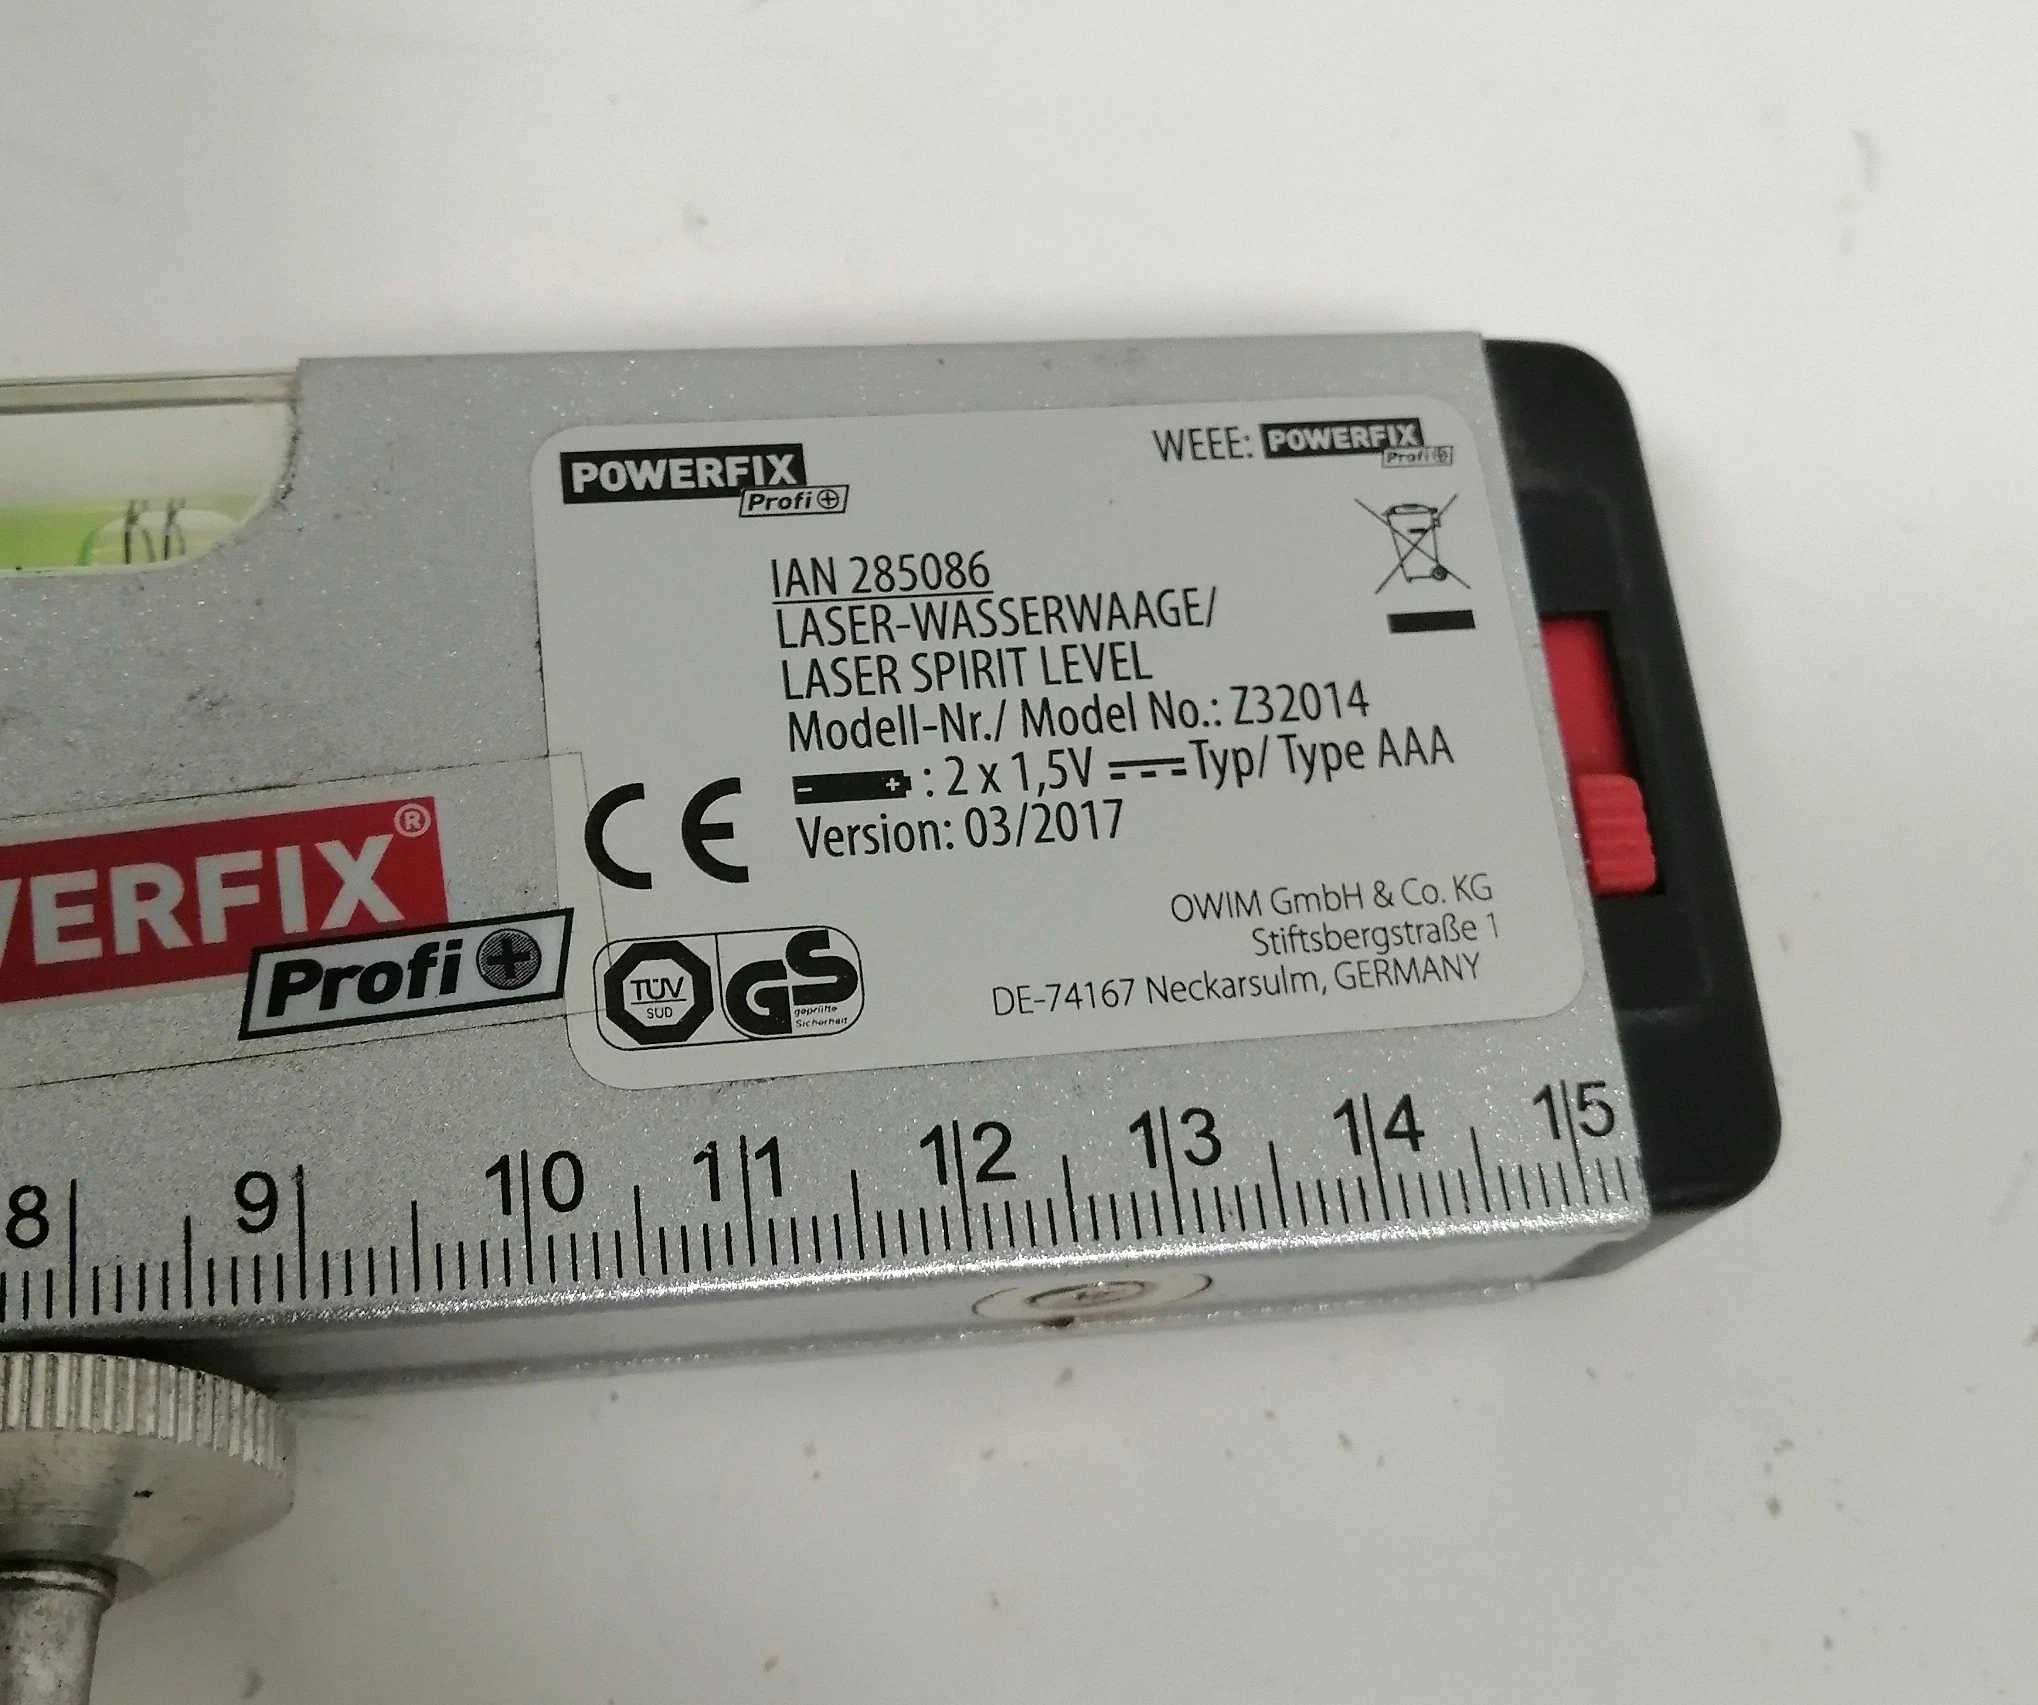 POWERFIX
Profi+
WEEE: POWERFIX
Profi+
IAN 285086
LASER-WASSERWAAGE/
LASER SPIRIT LEVEL
Modell-Nr./ Model No.: Z32014
- + : 2 x 1,5V ⎓ Typ/ Type AAA
Version: 03/2017
CE
OWIM GmbH & Co. KG
Stiftsbergstraße 1
DE-74167 Neckarsulm, GERMANY
TÜV
SÜD
GS
geprüfte
Sicherheit
WERFIX®
Profi+
8 9 10 11 12 13 14 15